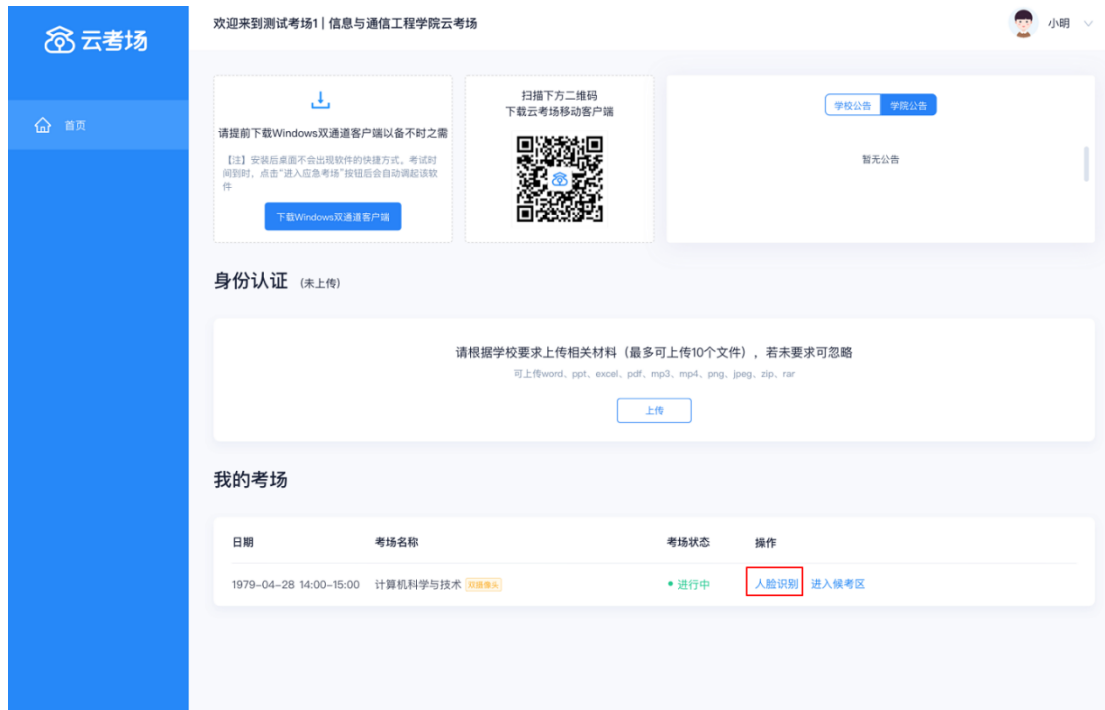 云考场
欢迎来到测试考场1 | 信息与通信工程学院云考场
小明
首页
请提前下载Windows双通道客户端以备不时之需
【注】安装后桌面不会出现软件的快捷方式，考试时
间到时，点击“进入应急考场”按钮后会自动调起该软
件
下载Windows双通道客户端
扫描下方二维码
下载云考场移动客户端
学校公告 学院公告
暂无公告
身份认证 (未上传)
请根据学校要求上传相关材料（最多可上传10个文件），若未要求可忽略
可上传word、ppt、excel、pdf、mp3、mp4、png、jpeg、zip、rar
上传
我的考场
日期 考场名称 考场状态 操作
1979-04-28 14:00-15:00 计算机科学与技术 双摄像头 进行中 人脸识别 进入候考区